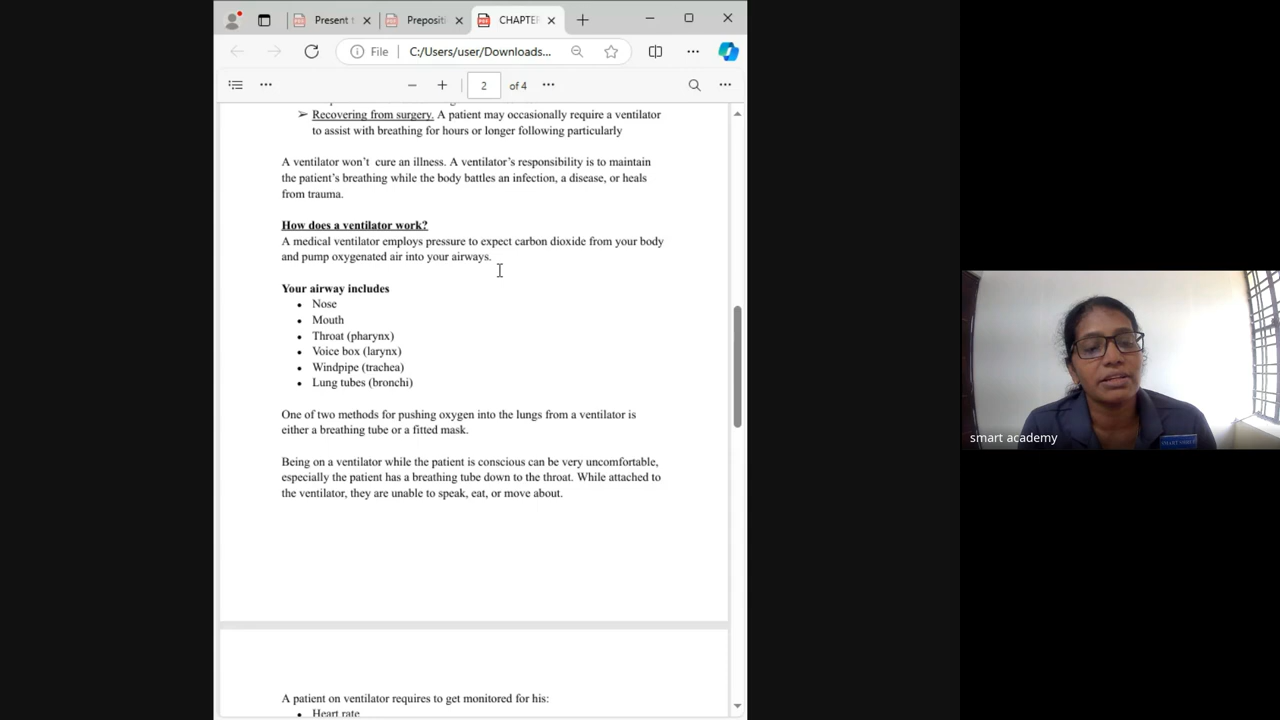 Present
Prepositi
CHAPTER
File
C:/Users/user/Downloads...
2
of 4
➢ Recovering from surgery. A patient may occasionally require a ventilator
to assist with breathing for hours or longer following particularly
A ventilator won't cure an illness. A ventilator's responsibility is to maintain
the patient's breathing while the body battles an infection, a disease, or heals
from trauma.
How does a ventilator work?
A medical ventilator employs pressure to expect carbon dioxide from your body
and pump oxygenated air into your airways.
Your airway includes
• Nose
• Mouth
• Throat (pharynx)
• Voice box (larynx)
• Windpipe (trachea)
• Lung tubes (bronchi)
One of two methods for pushing oxygen into the lungs from a ventilator is
either a breathing tube or a fitted mask.
Being on a ventilator while the patient is conscious can be very uncomfortable,
especially the patient has a breathing tube down to the throat. While attached to
the ventilator, they are unable to speak, eat, or move about.
A patient on ventilator requires to get monitored for his:
• Heart rate
smart academy